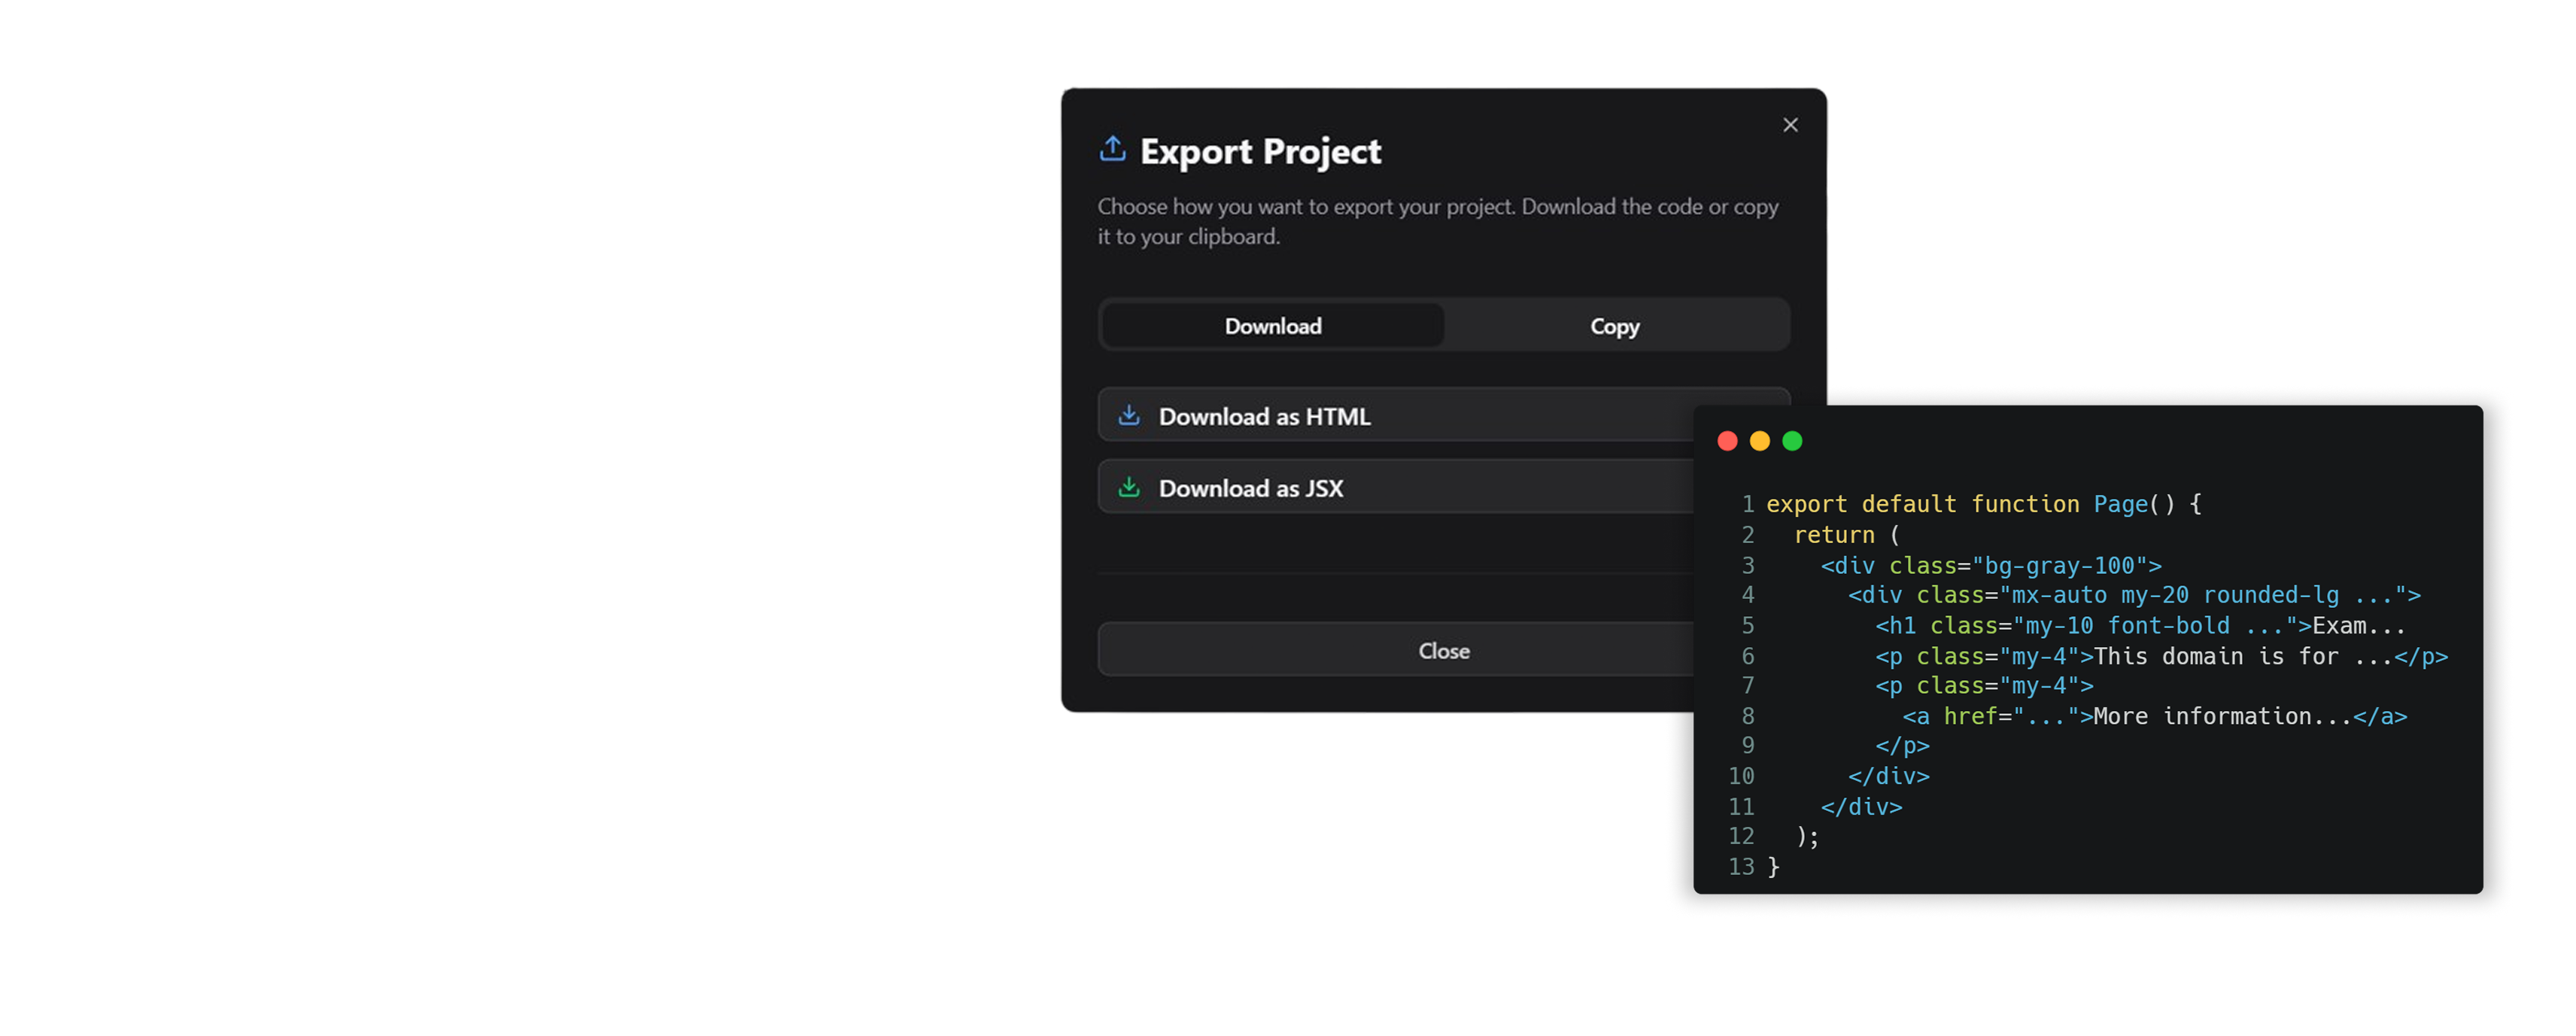 Export Project
Choose how you want to export your project. Download the code or copy
it to your clipboard.
Download
Copy
Download as HTML
Download as JSX
Close
1 export default function Page() {
2   return (
3     <div class="bg-gray-100">
4       <div class="mx-auto my-20 rounded-lg ...">
5         <h1 class="my-10 font-bold ...">Exam...
6         <p class="my-4">This domain is for ...</p>
7         <p class="my-4">
8           <a href="...">More information...</a>
9         </p>
10       </div>
11     </div>
12   );
13 }